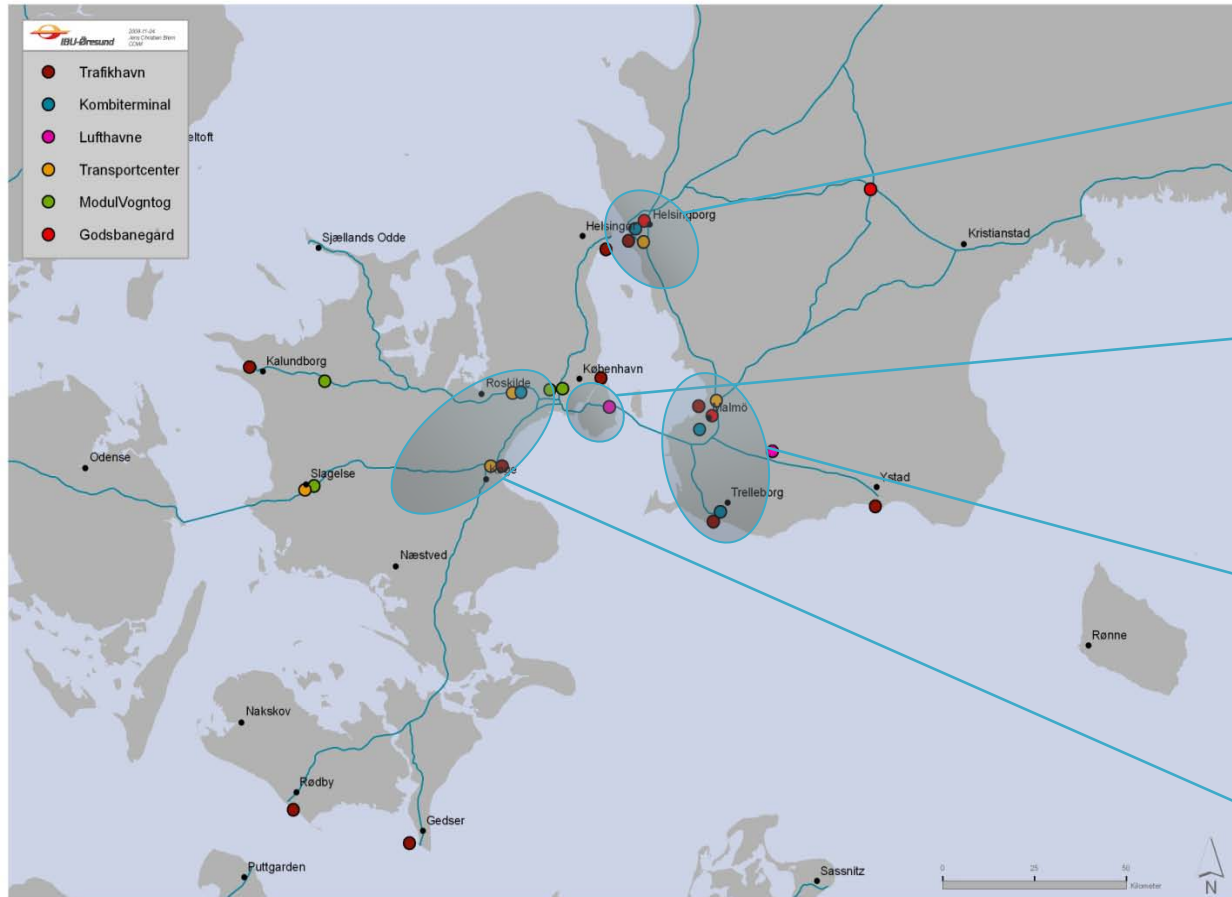 IBU-Øresund
Trafikhavn
Kombiterminal
Lufthavne
Transportcenter
ModulVogntog
Godsbanegård
eltoft
Sjællands Odde
Helsingør
Helsingborg
Kristianstad
Kalundborg
Roskilde
København
Malmö
Odense
Slagelse
Køge
Trelleborg
Ystad
Næstved
Rønne
Nakskov
Rødby
Gedser
Puttgarden
Sassnitz
0 25 50
Kilometer
N